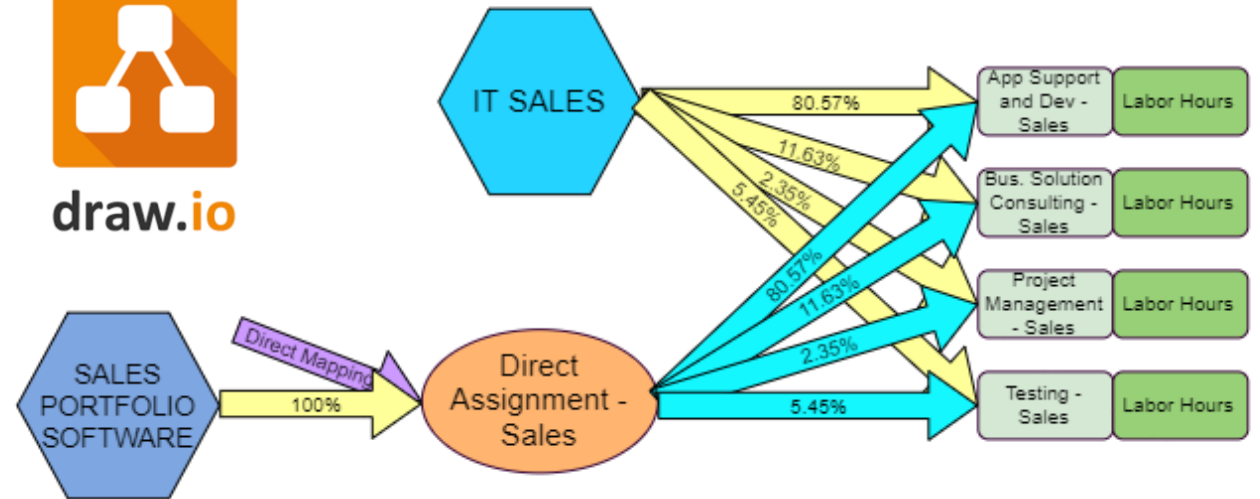 draw.io
IT SALES
80.57%
11.63%
2.35%
5.45%
App Support
and Dev -
Sales
Labor Hours
Bus. Solution
Consulting -
Sales
Labor Hours
Project
Management
- Sales
Labor Hours
Testing -
Sales
Labor Hours
SALES
PORTFOLIO
SOFTWARE
Direct Mapping
100%
Direct
Assignment -
Sales
80.57%
11.63%
2.35%
5.45%